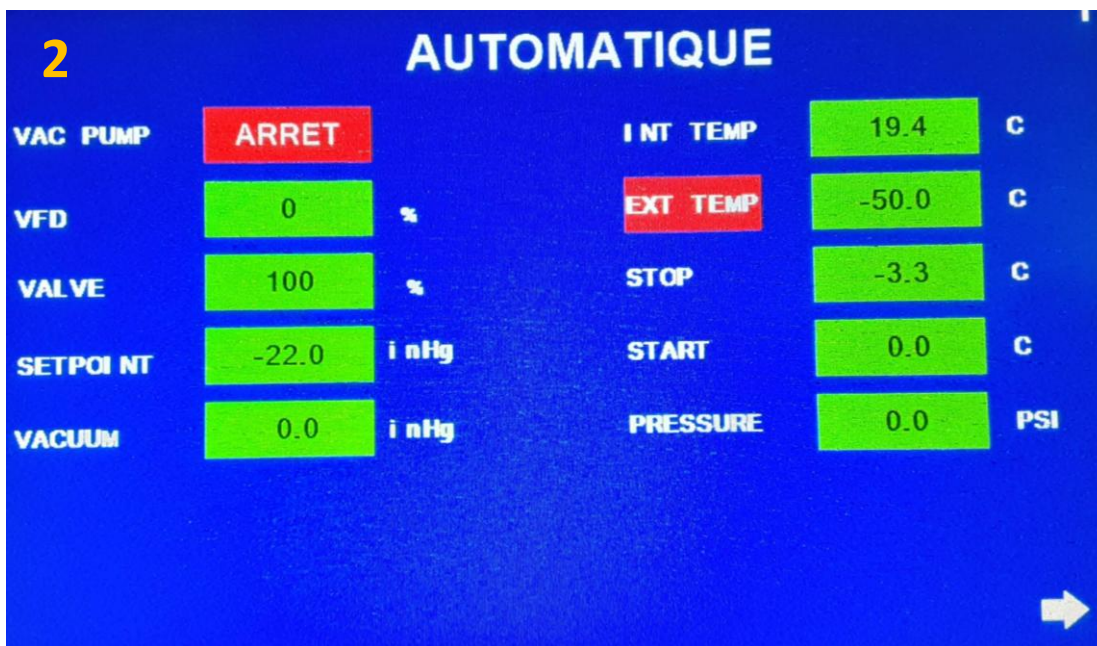 2
AUTOMATIQUE
VAC PUMP ARRET
VFD 0 %
VALVE 100 %
SETPOINT -22.0 inHg
VACUUM 0.0 inHg
INT TEMP 19.4 C
EXT TEMP -50.0 C
STOP -3.3 C
START 0.0 C
PRESSURE 0.0 PSI